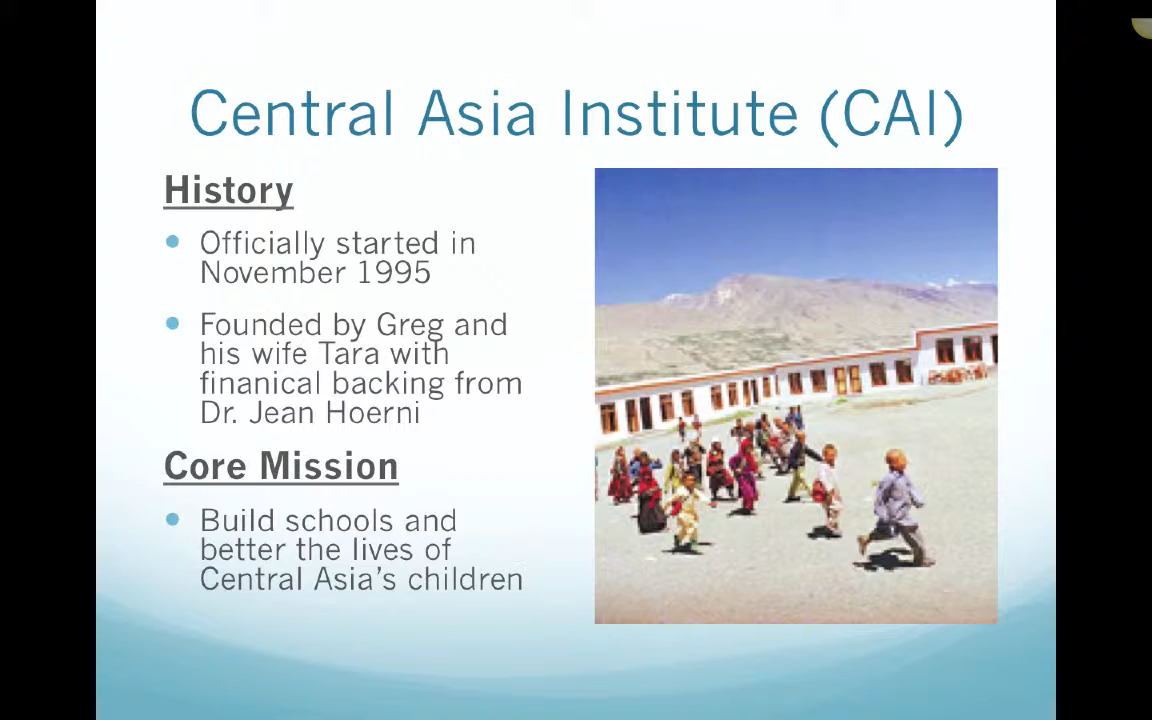 Central Asia Institute (CAI)
History
Officially started in
November 1995
Founded by Greg and
his wife Tara with
finanical backing from
Dr. Jean Hoerni
Core Mission
Build schools and
better the lives of
Central Asia's children